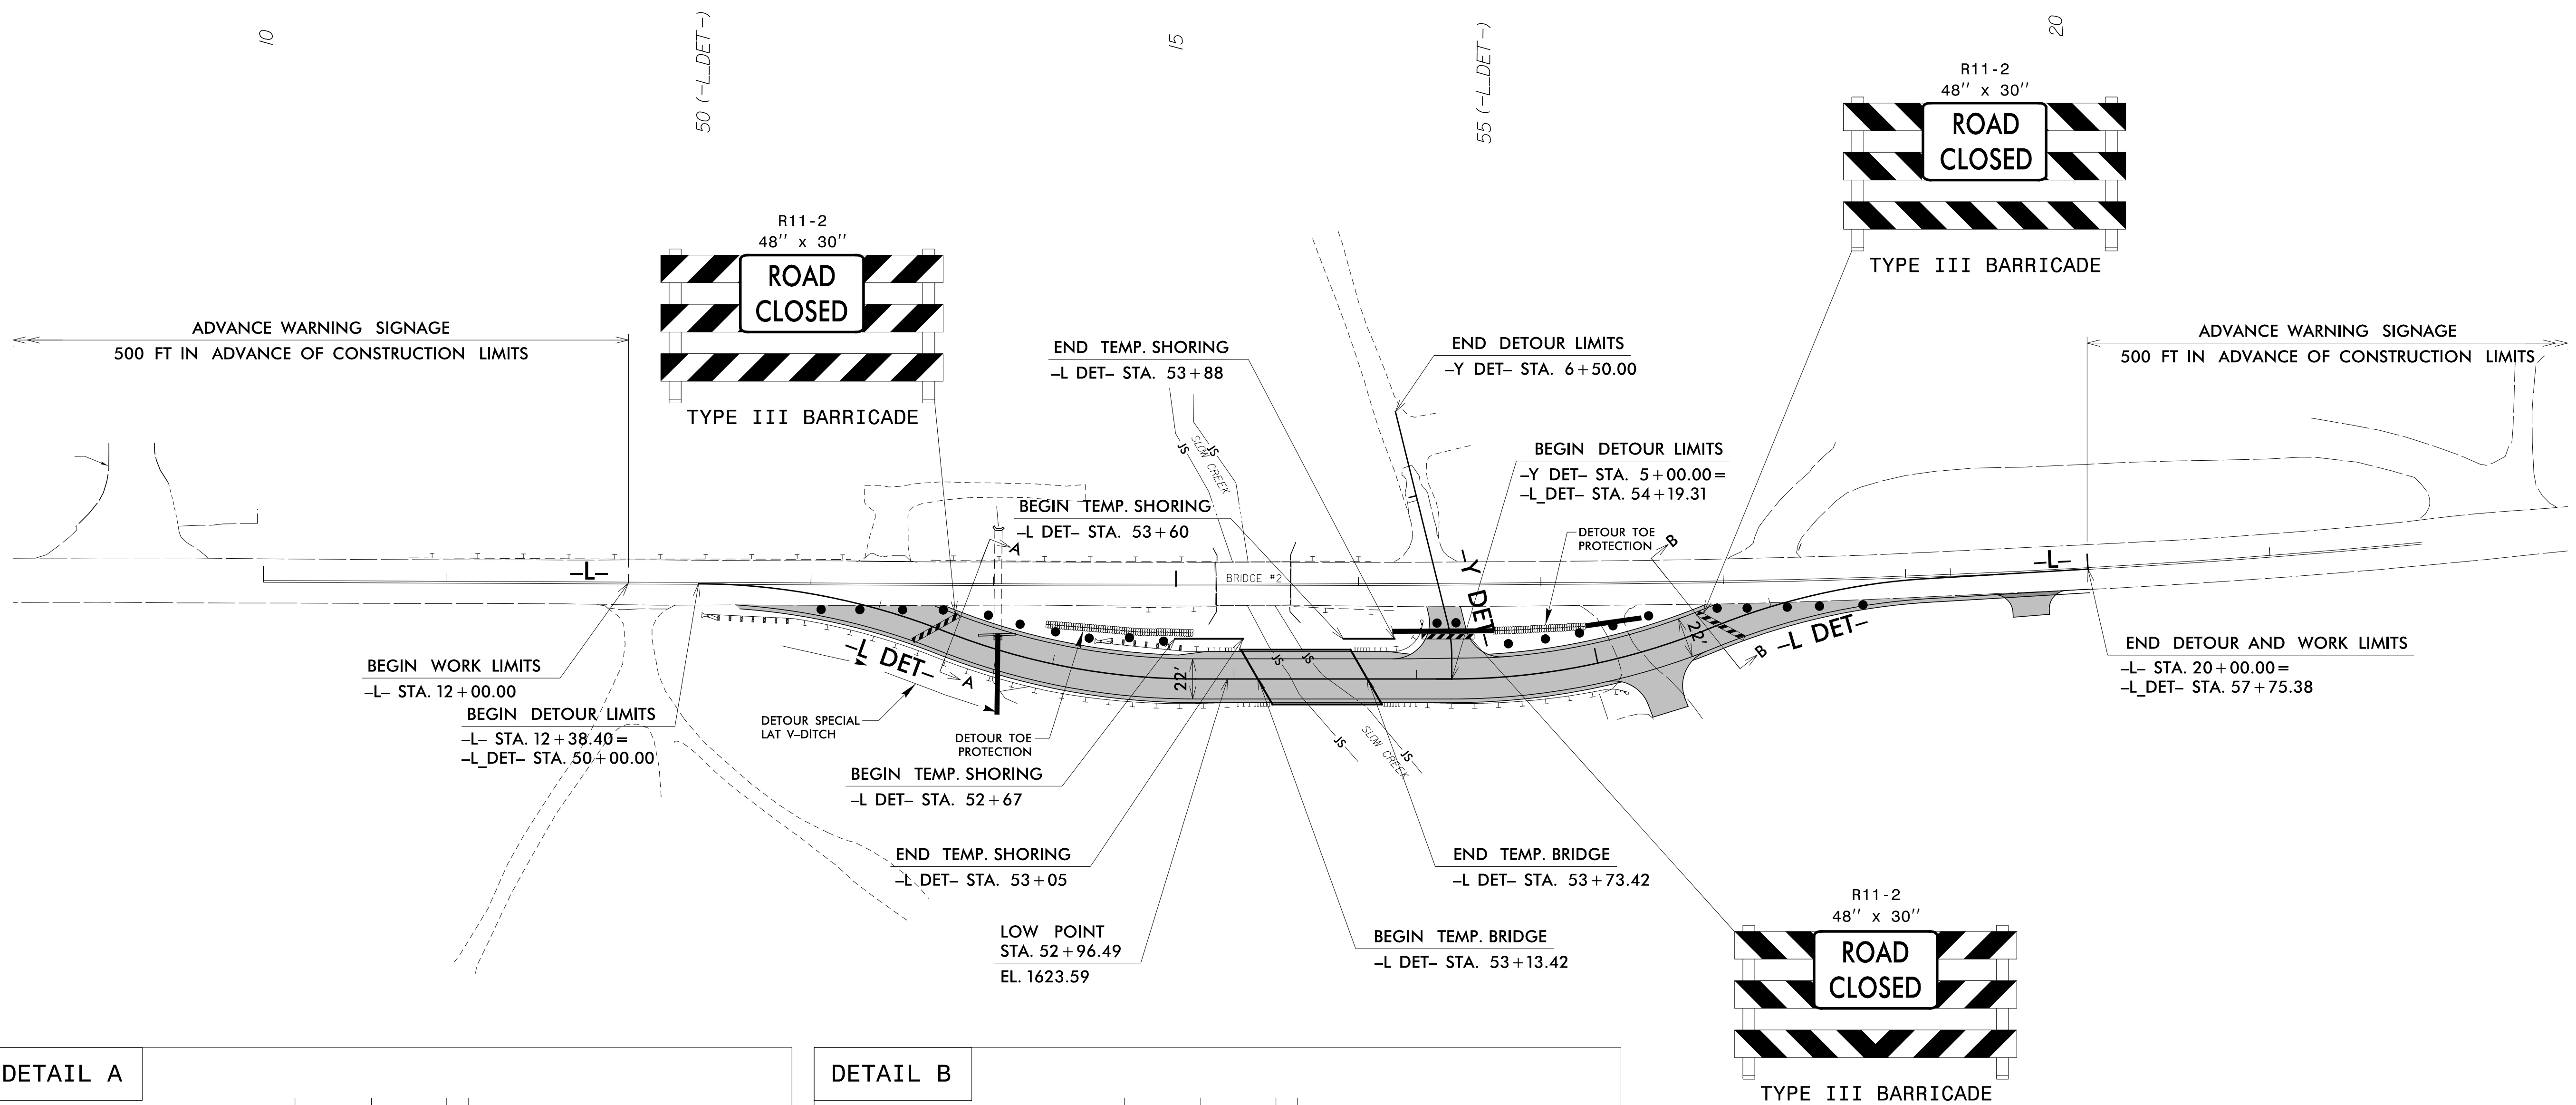 10
50 (-L_DET-)
15
55 (-L_DET-)
20
R11-2
48'' x 30''
ROAD
CLOSED
TYPE III BARRICADE
R11-2
48'' x 30''
ROAD
CLOSED
TYPE III BARRICADE
ADVANCE WARNING SIGNAGE
500 FT IN ADVANCE OF CONSTRUCTION LIMITS
ADVANCE WARNING SIGNAGE
500 FT IN ADVANCE OF CONSTRUCTION LIMITS
END TEMP. SHORING
-L DET- STA. 53+88
END DETOUR LIMITS
-Y DET- STA. 6+50.00
JS
JS
SLOW CREEK
BEGIN DETOUR LIMITS
-Y DET- STA. 5+00.00=
-L_DET- STA. 54+19.31
BEGIN TEMP. SHORING
-L DET- STA. 53+60
DETOUR TOE
PROTECTION
A
B
-L-
BRIDGE #2
-Y DET-
-L-
22'
22'
-L DET-
-L DET-
A
B
JS
JS
JS
JS
SLOW CREEK
BEGIN WORK LIMITS
-L- STA. 12+00.00
BEGIN DETOUR LIMITS
-L- STA. 12+38.40=
-L_DET- STA. 50+00.00
END DETOUR AND WORK LIMITS
-L- STA. 20+00.00=
-L_DET- STA. 57+75.38
DETOUR SPECIAL
LAT V-DITCH
DETOUR TOE
PROTECTION
BEGIN TEMP. SHORING
-L DET- STA. 52+67
END TEMP. SHORING
-L DET- STA. 53+05
END TEMP. BRIDGE
-L DET- STA. 53+73.42
LOW POINT
STA. 52+96.49
EL. 1623.59
BEGIN TEMP. BRIDGE
-L DET- STA. 53+13.42
R11-2
48'' x 30''
ROAD
CLOSED
TYPE III BARRICADE
DETAIL A
DETAIL B